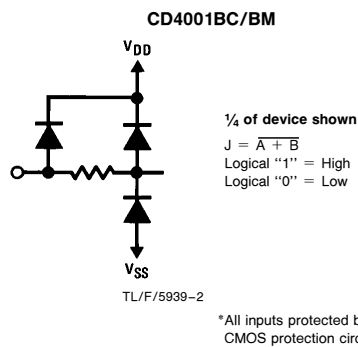 CD4001BC/BM
VDD
¼ of device shown
J = A + B
Logical “1” = High
Logical “0” = Low
VSS
TL/F/5939–2
*All inputs protected
CMOS protection